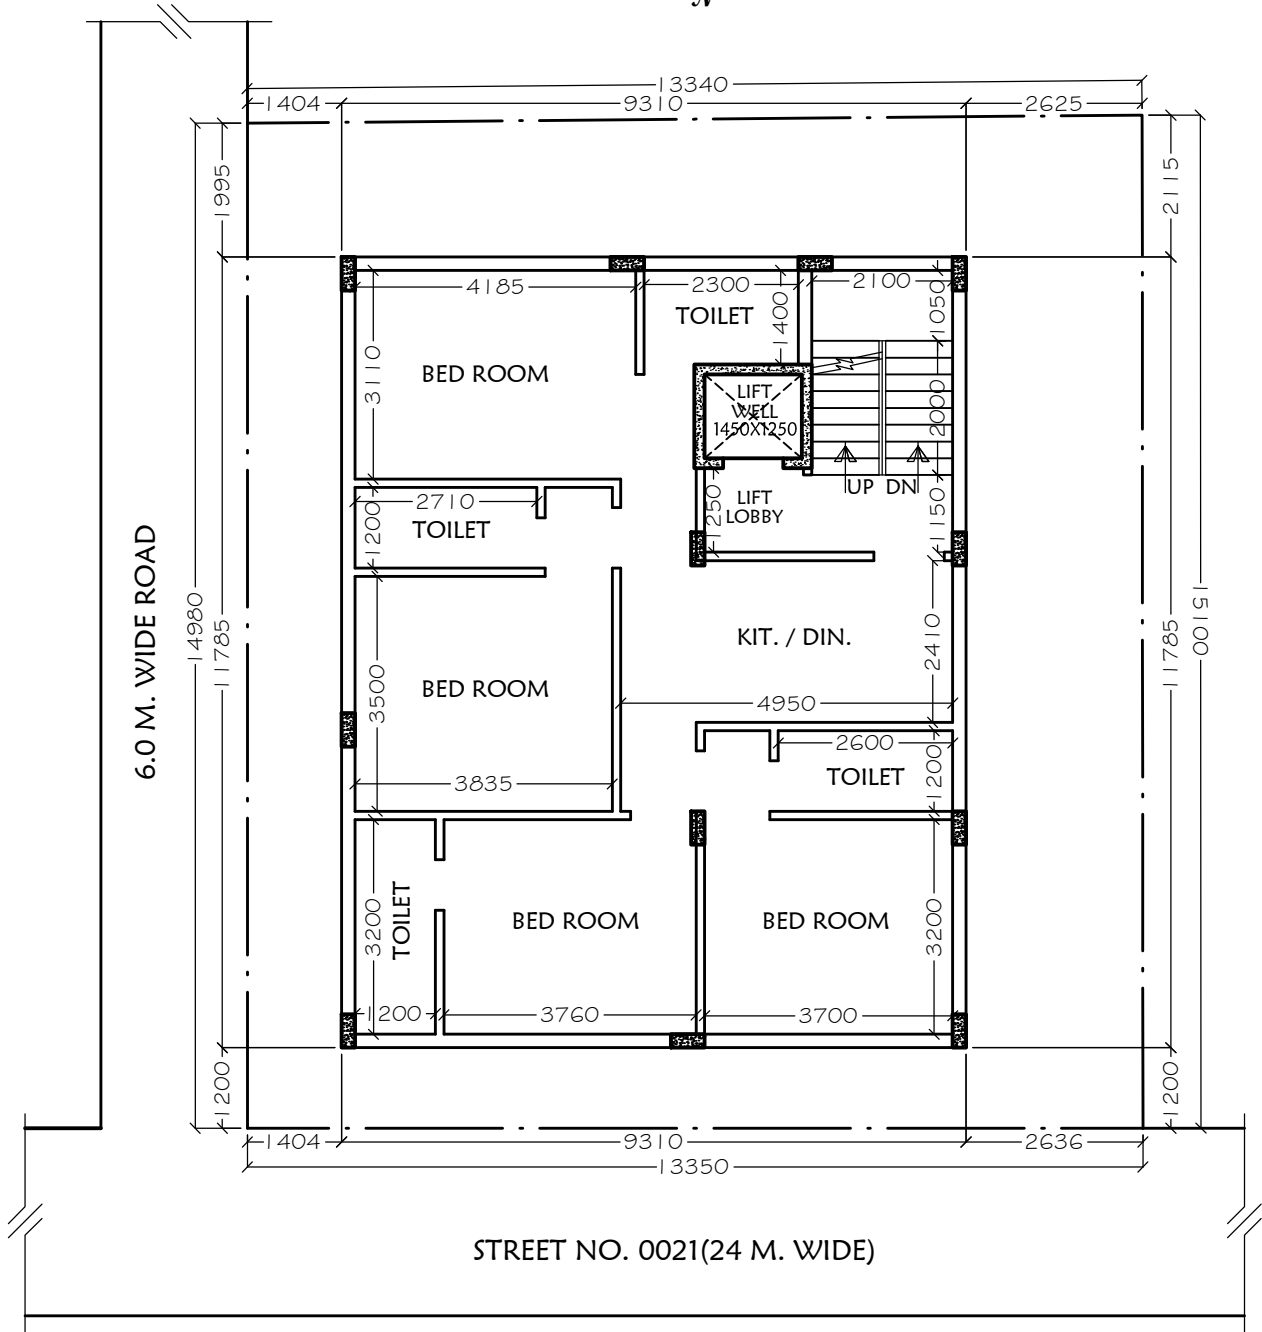 N
13340
1404
9310
2625
1995
2115
4185
2300
2100
TOILET
1400
1050
BED ROOM
3110
LIFT
WELL
1450X1250
2000
UP DN
2710
TOILET
1200
1250
LIFT
LOBBY
1150
6.0 M. WIDE ROAD
14980
11785
KIT. / DIN.
2410
11785
15100
BED ROOM
3500
4950
2600
TOILET
1200
3835
TOILET
3200
BED ROOM
BED ROOM
3200
1200
3760
3700
1200
1200
1404
9310
2636
13350
STREET NO. 0021(24 M. WIDE)